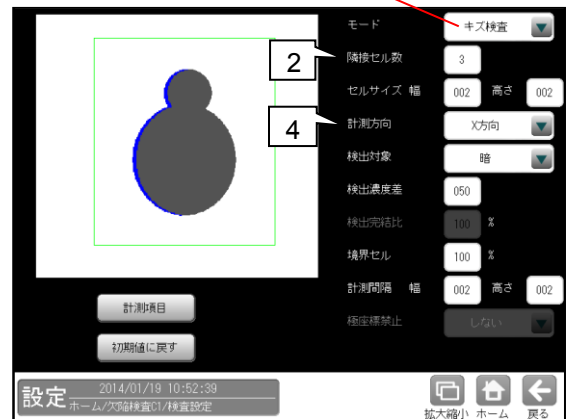 モード キズ検査
2 隣接セル数 3
セルサイズ 幅 002 高さ 002
4 計測方向 X方向
検出対象 暗
検出濃度差 050
検出完結比 100 %
境界セル 100 %
計測間隔 幅 002 高さ 002
極座標禁止 しない
計測項目
初期値に戻す
設定 2014/01/19 10:52:39
ホーム/欠陥検査C1/検査設定
拡大縮小 ホーム 戻る